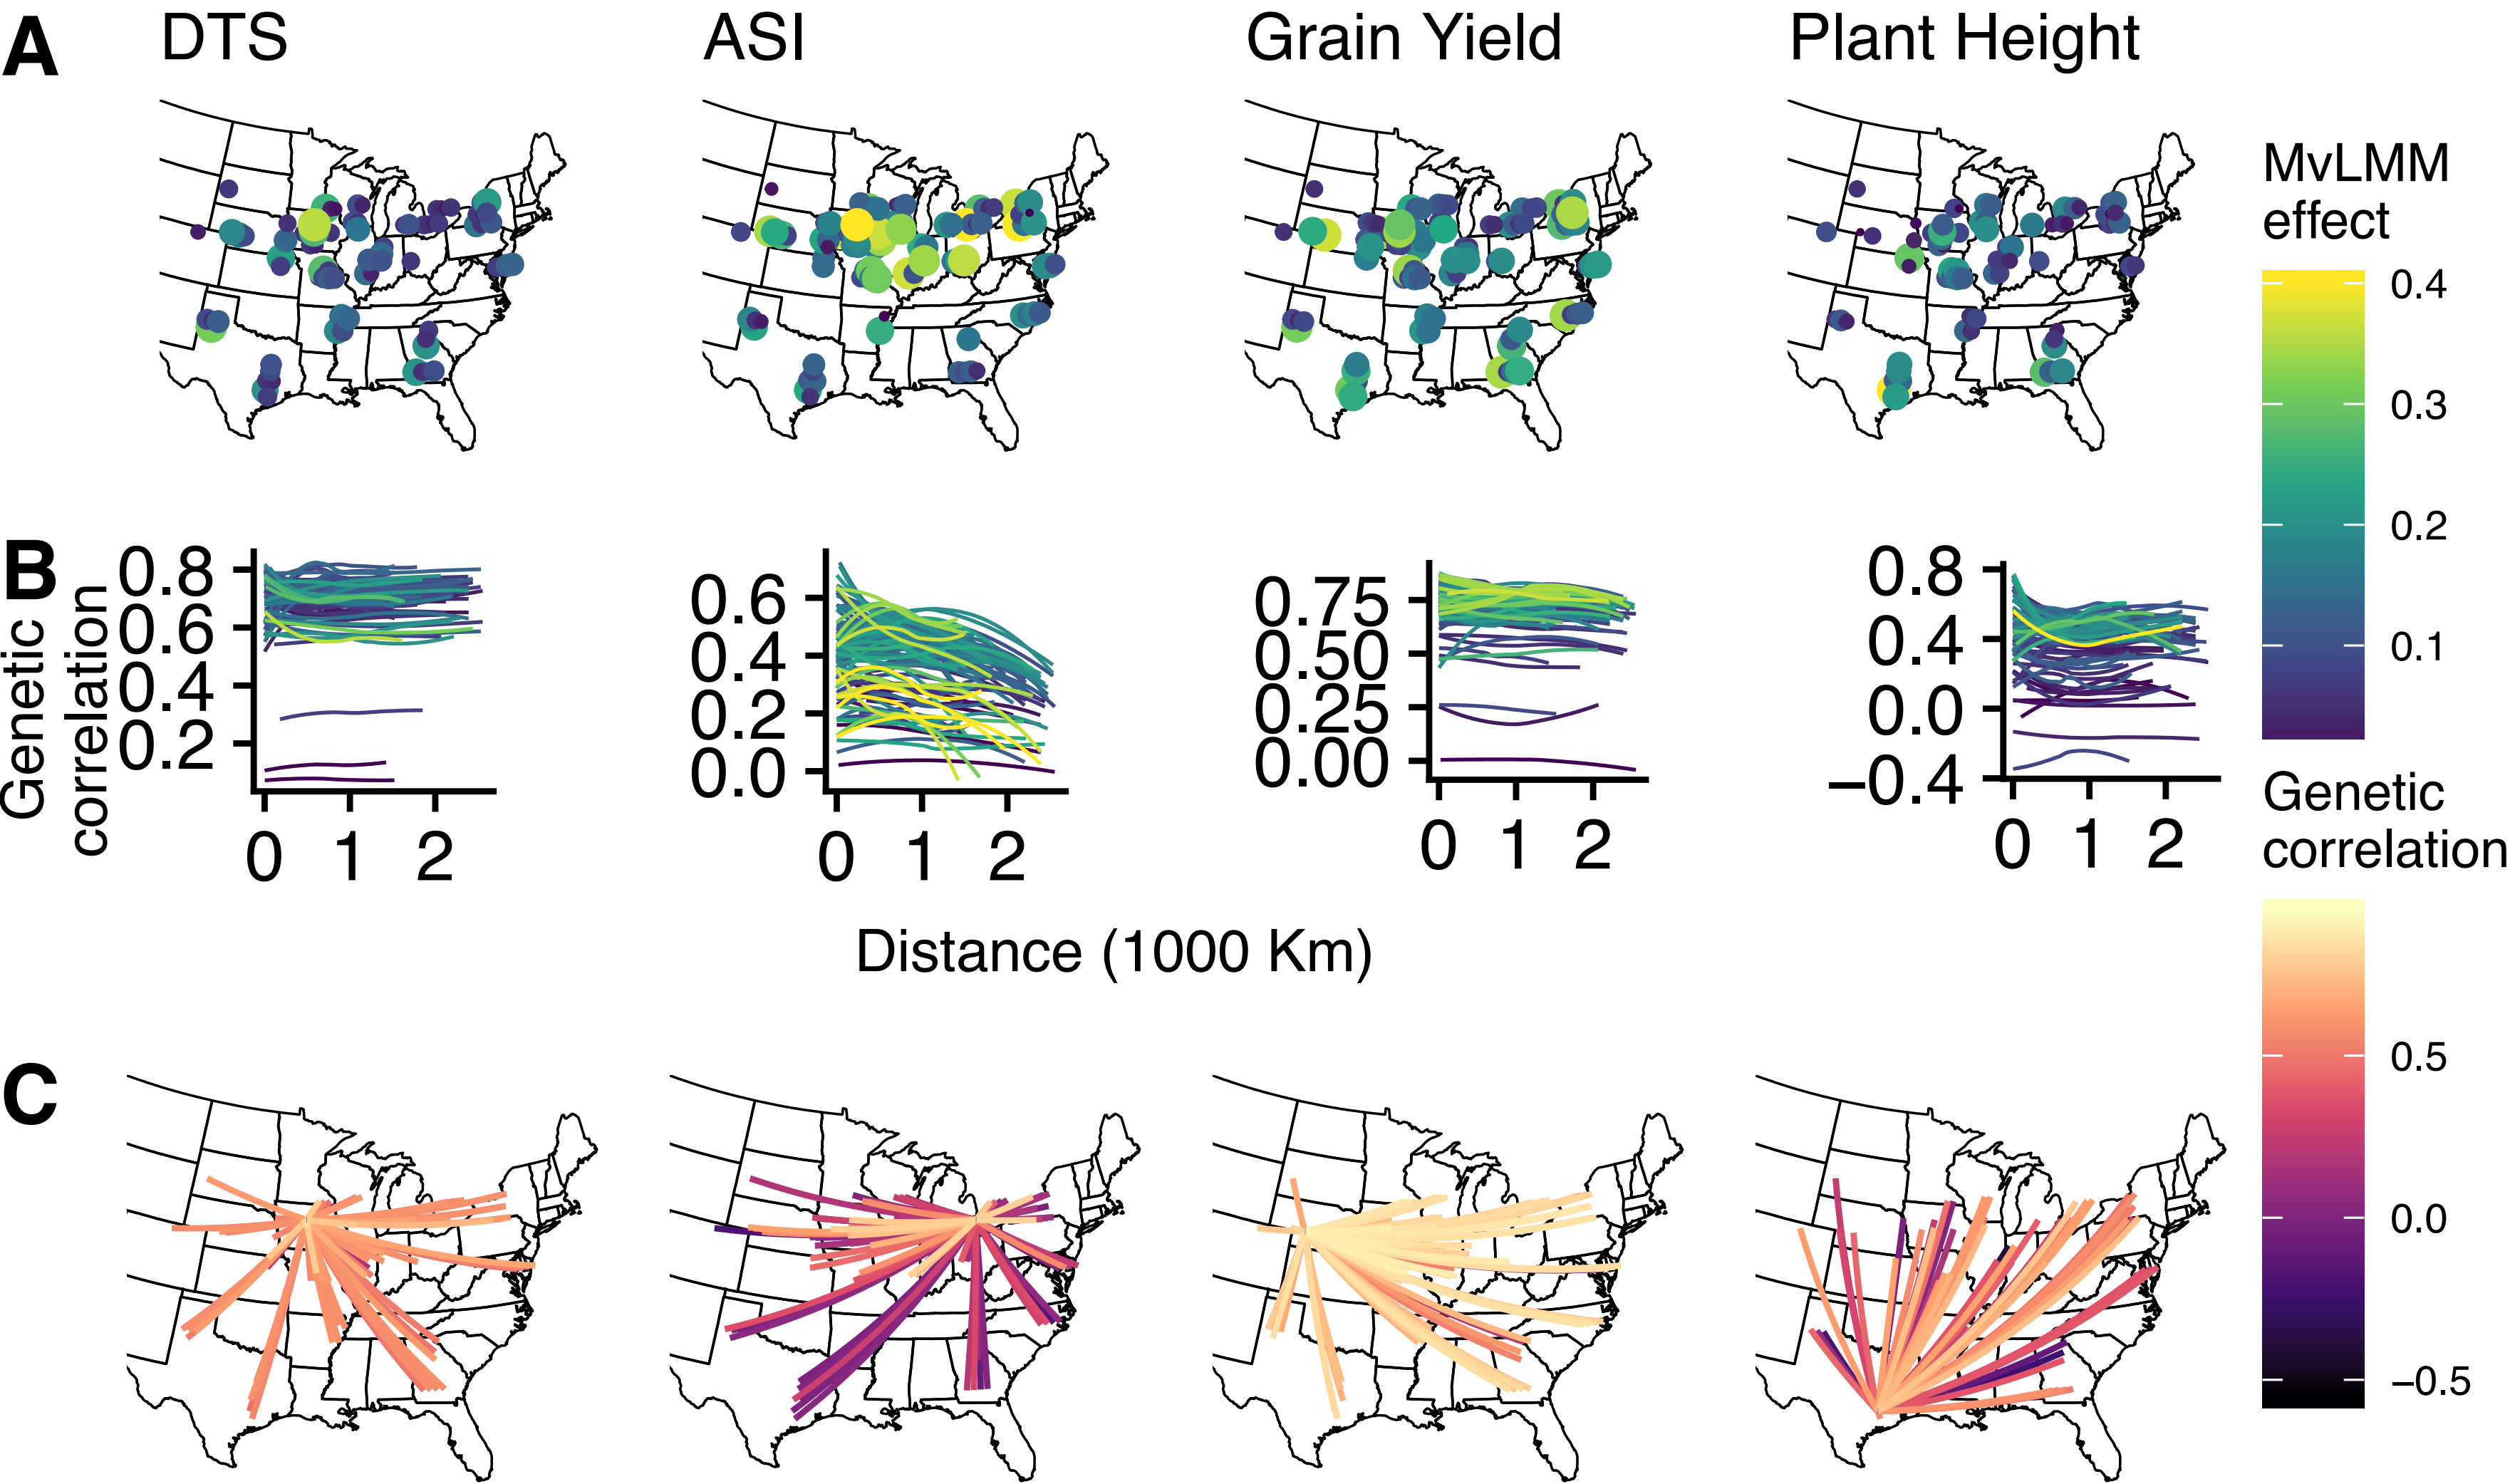 A
DTS
ASI
Grain Yield
Plant Height
MvLMM
effect
0.4
0.3
0.2
0.1
B
Genetic
correlation
0.8
0.6
0.4
0.2
0 1 2
0.6
0.4
0.2
0.0
0 1 2
0.75
0.50
0.25
0.00
0 1 2
0.8
0.4
0.0
−0.4
0 1 2
Distance (1000 Km)
Genetic
correlation
0.5
0.0
−0.5
C